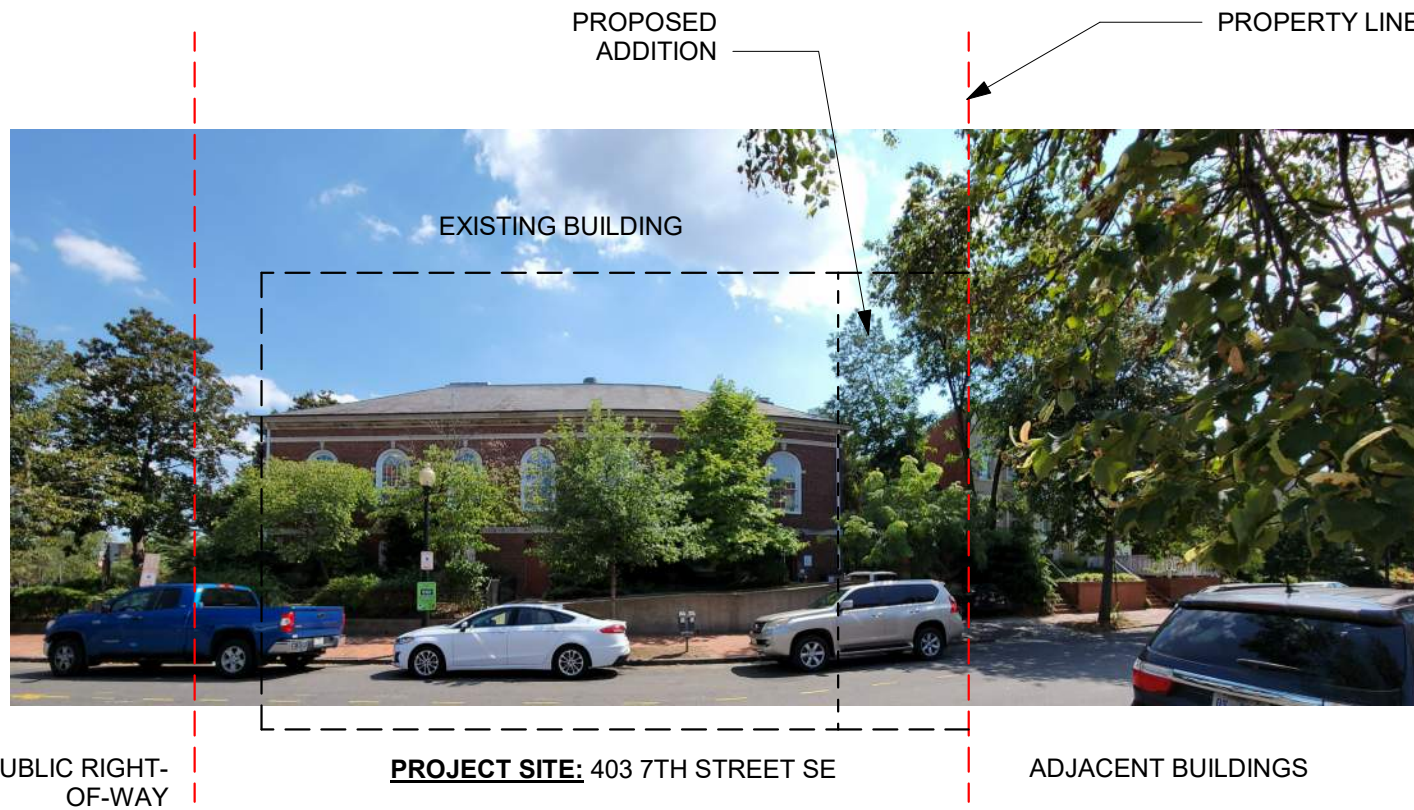 PROPOSED
ADDITION
PROPERTY LINE
EXISTING BUILDING
UBLIC RIGHT-
OF-WAY
PROJECT SITE: 403 7TH STREET SE
ADJACENT BUILDINGS